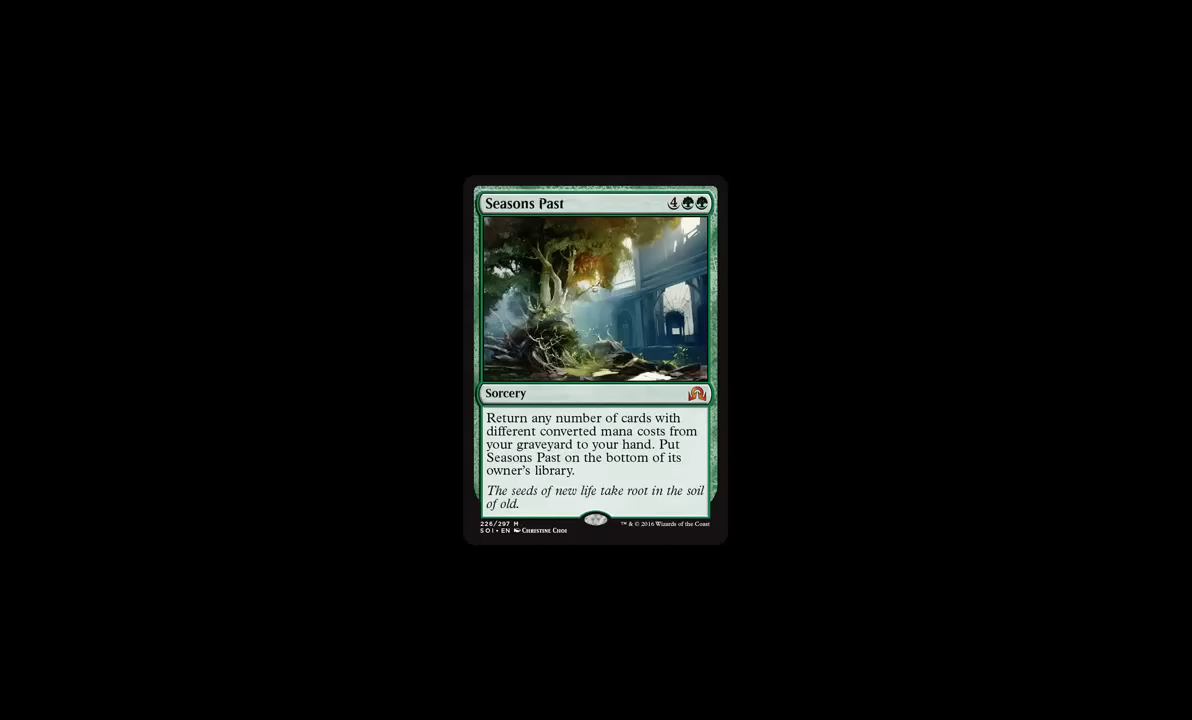 Seasons Past 4
Sorcery
Return any number of cards with
different converted mana costs from
your graveyard to your hand. Put
Seasons Past on the bottom of its
owner's library.
The seeds of new life take root in the soil
of old.
226/297 M
SOI • EN Christine Choi
™ & © 2016 Wizards of the Coast